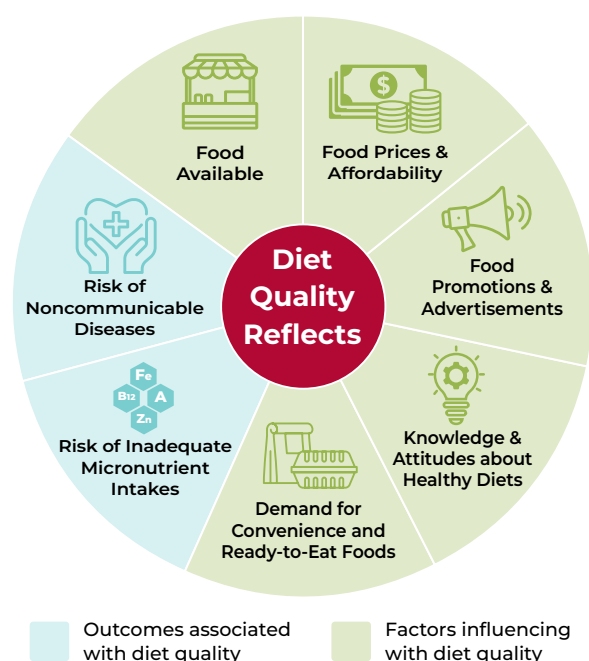 Diet
Quality
Reflects
Food
Available
$
Food Prices &
Affordability
Food
Promotions &
Advertisements
Knowledge &
Attitudes about
Healthy Diets
Demand for
Convenience and
Ready-to-Eat Foods
Fe
B12
A
Zn
Risk of Inadequate
Micronutrient
Intakes
Risk of
Noncommunicable
Diseases
Outcomes associated
with diet quality
Factors influencing
with diet quality